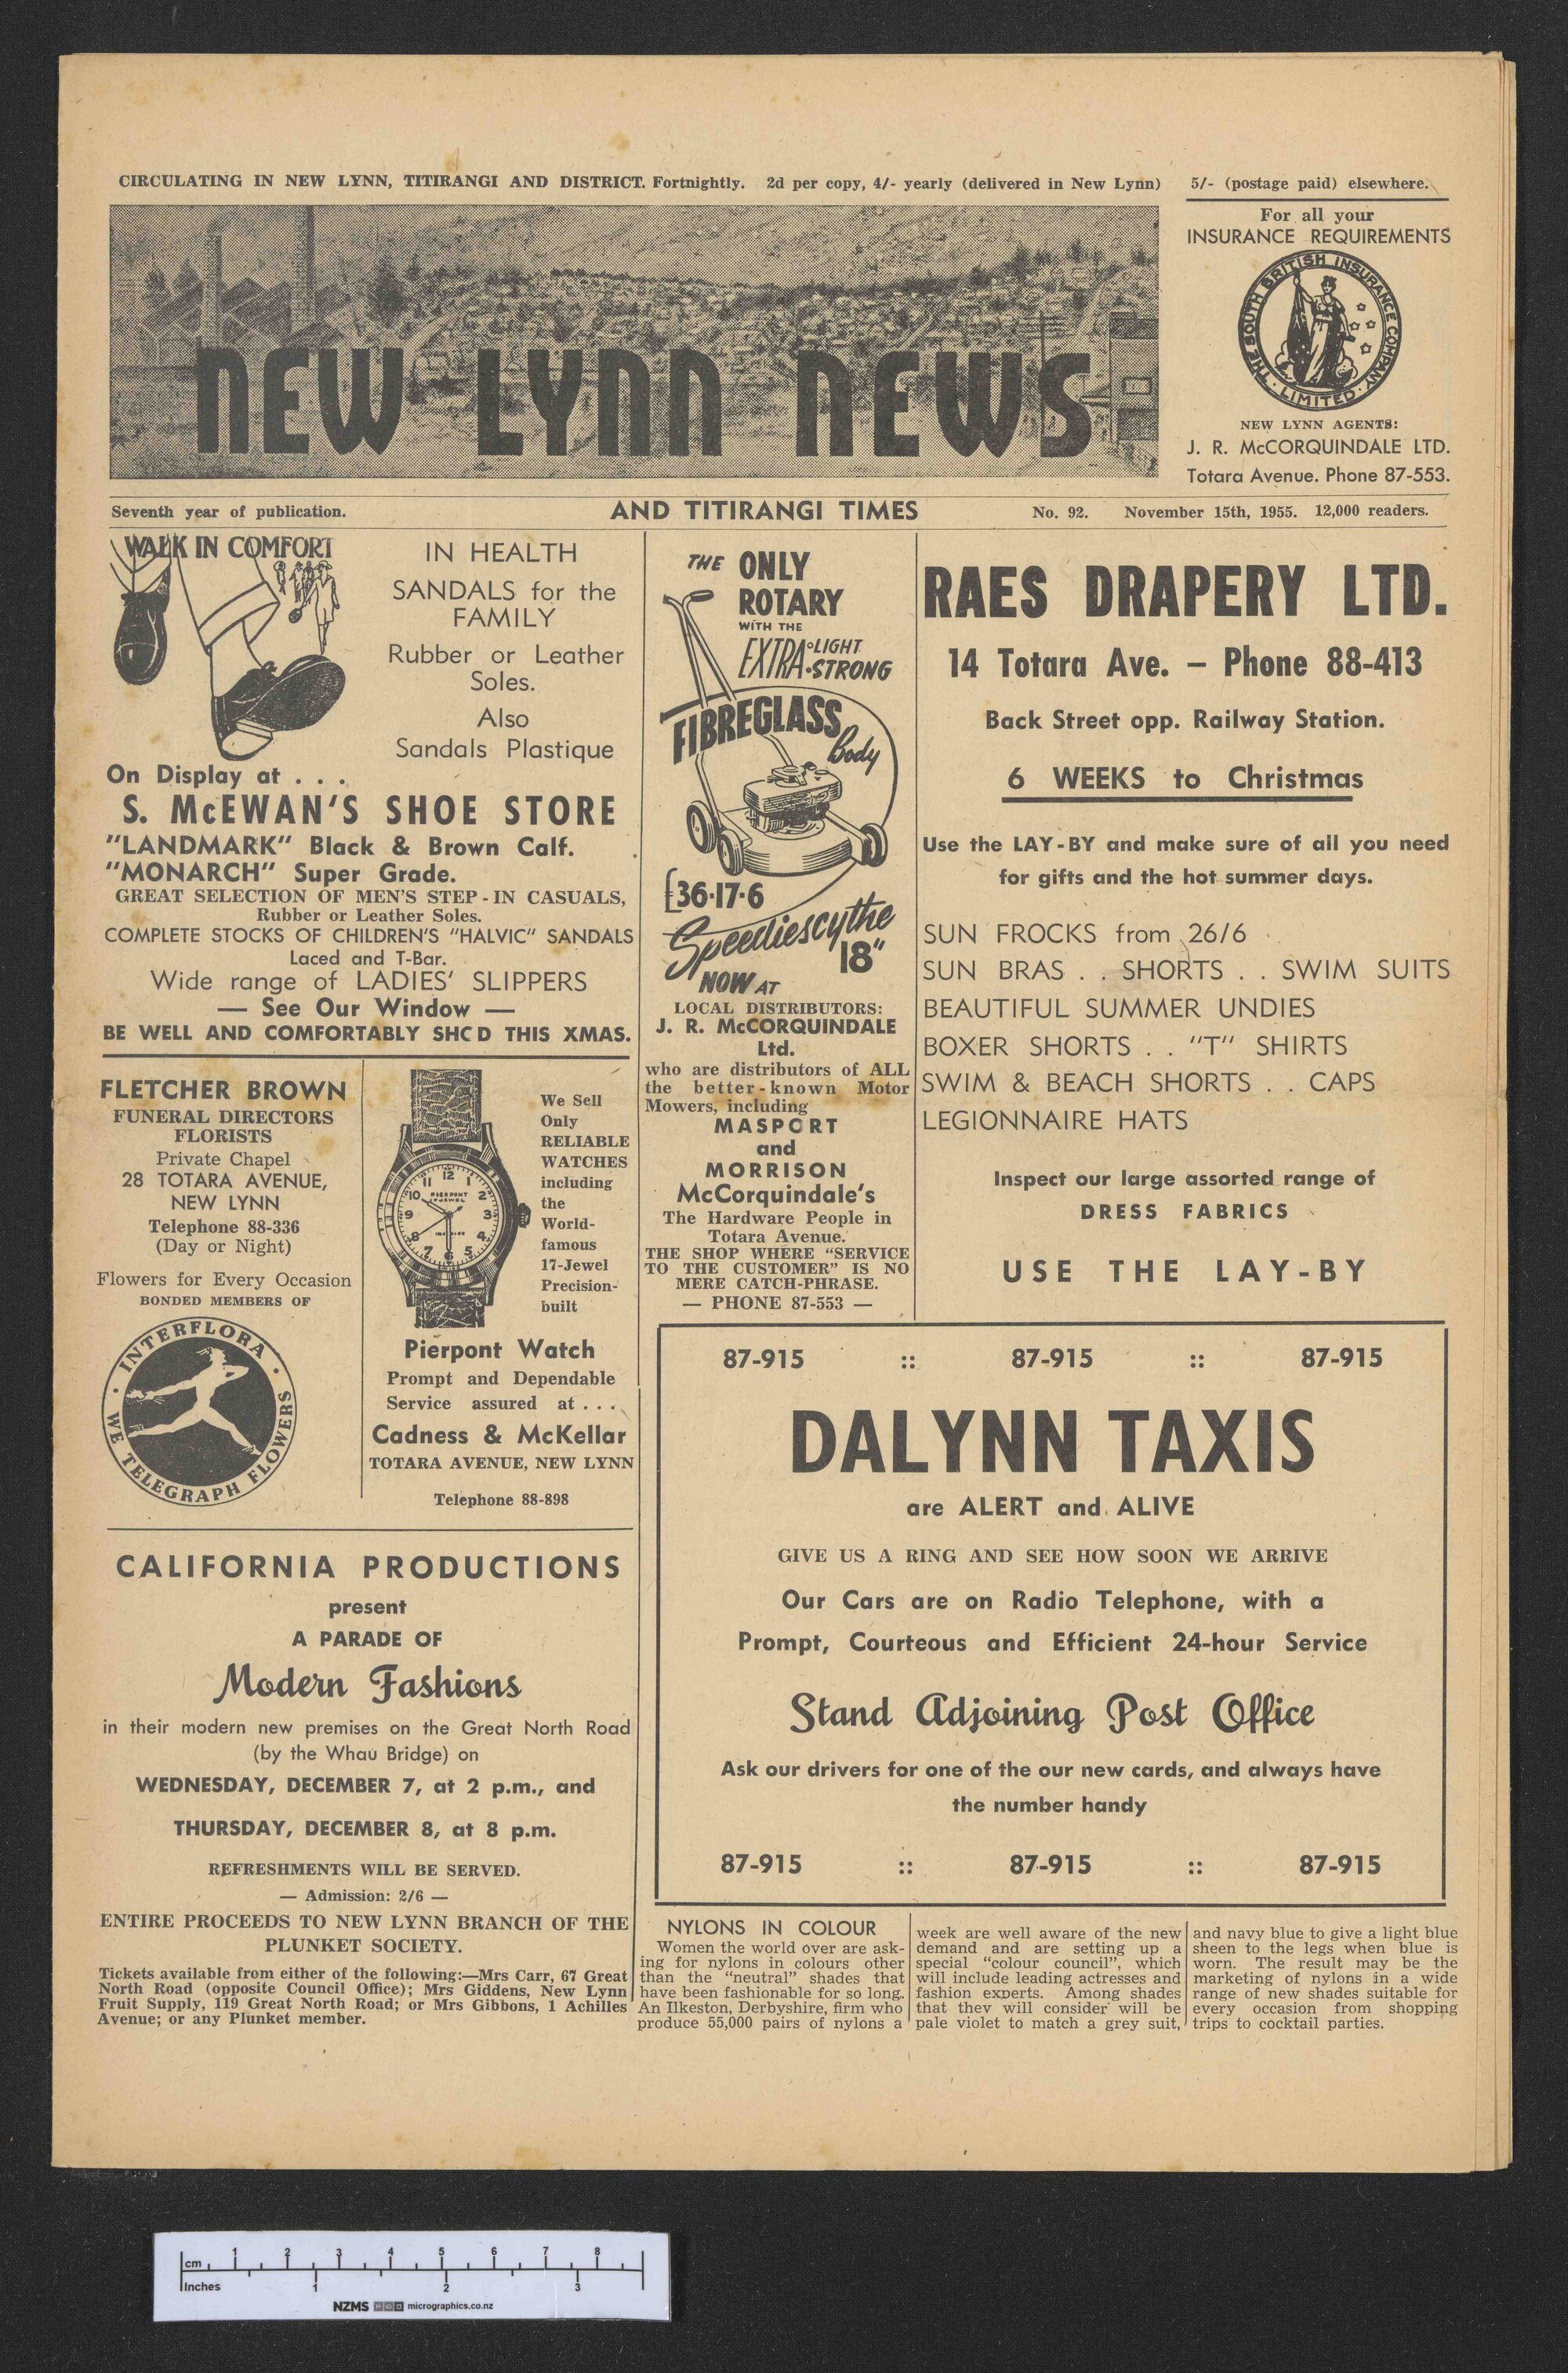 CIRCULATING IN NEW LYNN, TITIRANGI AND DISTRICT. Fortnightly. 2d per copy, 4/- yearly (delivered in New Lynn) 5/- (postage paid) elsewhere.
NEW LYNN NEWS
For all your
INSURANCE REQUIREMENTS
THE SOUTH BRITISH INSURANCE COMPANY · LIMITED ·
NEW LYNN AGENTS:
J. R. McCORQUINDALE LTD.
Totara Avenue. Phone 87-553.
Seventh year of publication.
AND TITIRANGI TIMES
No. 92. November 15th, 1955. 12,000 readers.
WALK IN COMFORT
IN HEALTH
SANDALS for the
FAMILY
Rubber or Leather
Soles.
Also
Sandals Plastique
On Display at . . .
S. McEWAN'S SHOE STORE
"LANDMARK" Black & Brown Calf.
"MONARCH" Super Grade.
GREAT SELECTION OF MEN'S STEP-IN CASUALS,
Rubber or Leather Soles.
COMPLETE STOCKS OF CHILDREN'S "HALVIC" SANDALS
Laced and T-Bar.
Wide range of LADIES' SLIPPERS
— See Our Window —
BE WELL AND COMFORTABLY SHOD THIS XMAS.
FLETCHER BROWN
FUNERAL DIRECTORS
FLORISTS
Private Chapel
28 TOTARA AVENUE,
NEW LYNN
Telephone 88-336
(Day or Night)
Flowers for Every Occasion
BONDED MEMBERS OF
· INTERFLORA ·
WE TELEGRAPH FLOWERS
We Sell
Only
RELIABLE
WATCHES
including
the
World-
famous
17-Jewel
Precision-
built
PIERPONT
12 1 2 3 4 5 6 7 8 9 10 11
Pierpont Watch
Prompt and Dependable
Service assured at . . .
Cadness & McKellar
TOTARA AVENUE, NEW LYNN
Telephone 88-898
CALIFORNIA PRODUCTIONS
present
A PARADE OF
Modern Fashions
in their modern new premises on the Great North Road
(by the Whau Bridge) on
WEDNESDAY, DECEMBER 7, at 2 p.m., and
THURSDAY, DECEMBER 8, at 8 p.m.
REFRESHMENTS WILL BE SERVED.
— Admission: 2/6 —
ENTIRE PROCEEDS TO NEW LYNN BRANCH OF THE
PLUNKET SOCIETY.
Tickets available from either of the following:—Mrs Carr, 67 Great
North Road (opposite Council Office); Mrs Giddens, New Lynn
Fruit Supply, 119 Great North Road; or Mrs Gibbons, 1 Achilles
Avenue; or any Plunket member.
THE ONLY
ROTARY
WITH THE
EXTRA·LIGHT
·STRONG
FIBREGLASS
body
£36-17-6
Speediescythe
18"
NOW AT
LOCAL DISTRIBUTORS:
J. R. McCORQUINDALE
Ltd.
who are distributors of ALL
the better-known Motor
Mowers, including
MASPORT
and
MORRISON
McCorquindale's
The Hardware People in
Totara Avenue.
THE SHOP WHERE "SERVICE
TO THE CUSTOMER" IS NO
MERE CATCH-PHRASE.
— PHONE 87-553 —
RAES DRAPERY LTD.
14 Totara Ave. – Phone 88-413
Back Street opp. Railway Station.
6 WEEKS to Christmas
Use the LAY-BY and make sure of all you need
for gifts and the hot summer days.
SUN FROCKS from 26/6
SUN BRAS . . SHORTS . . SWIM SUITS
BEAUTIFUL SUMMER UNDIES
BOXER SHORTS . . "T" SHIRTS
SWIM & BEACH SHORTS . . CAPS
LEGIONNAIRE HATS
Inspect our large assorted range of
DRESS FABRICS
USE THE LAY-BY
87-915 :: 87-915 :: 87-915
DALYNN TAXIS
are ALERT and ALIVE
GIVE US A RING AND SEE HOW SOON WE ARRIVE
Our Cars are on Radio Telephone, with a
Prompt, Courteous and Efficient 24-hour Service
Stand Adjoining Post Office
Ask our drivers for one of the our new cards, and always have
the number handy
87-915 :: 87-915 :: 87-915
NYLONS IN COLOUR
Women the world over are ask-
ing for nylons in colours other
than the "neutral" shades that
have been fashionable for so long.
An Ilkeston, Derbyshire, firm who
produce 55,000 pairs of nylons a
week are well aware of the new
demand and are setting up a
special "colour council", which
will include leading actresses and
fashion experts. Among shades
that they will consider will be
pale violet to match a grey suit,
and navy blue to give a light blue
sheen to the legs when blue is
worn. The result may be the
marketing of nylons in a wide
range of new shades suitable for
every occasion from shopping
trips to cocktail parties.
cm 1 2 3 4 5 6 7 8
Inches 1 2 3
NZMS micrographics.co.nz